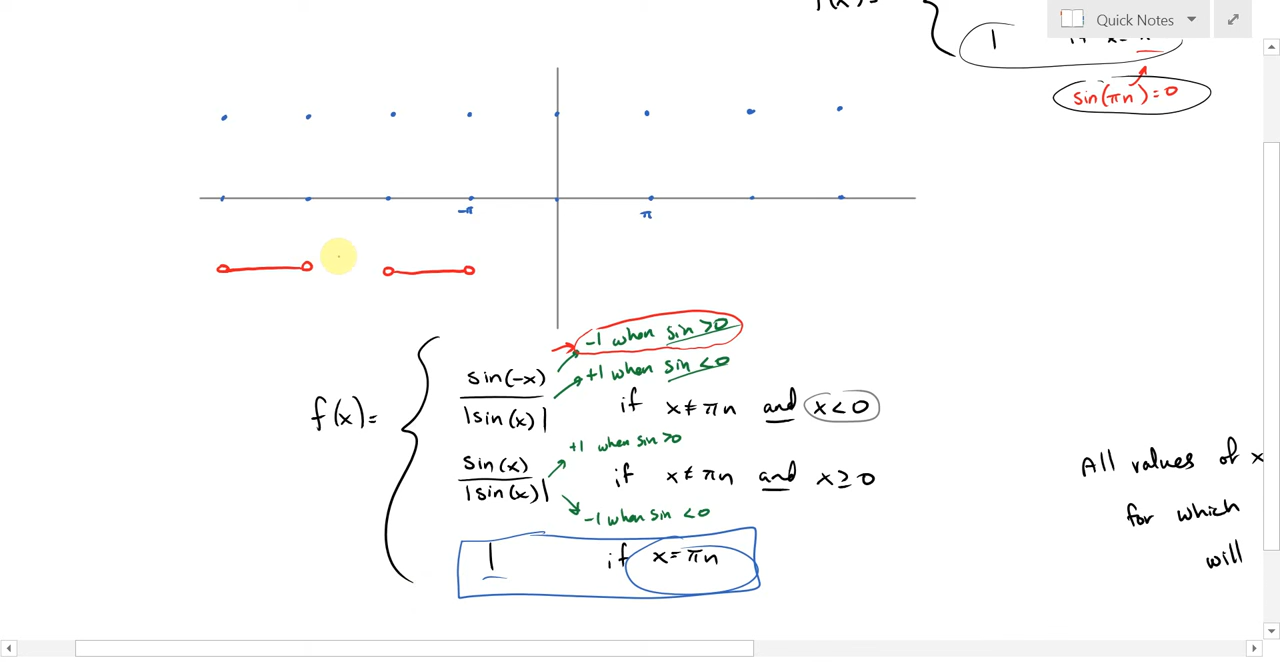 Quick Notes
1
sin(πn)=0
-π π
-1 when sin >0
+1 when sin <0
sin(-x)
|sin(x)|
if x≠πn and x<0
+1 when sin >0
sin(x)
|sin(x)|
if x≠πn and x≥0
-1 when sin <0
f(x)=
1 if x=πn
All values of x
for which
will